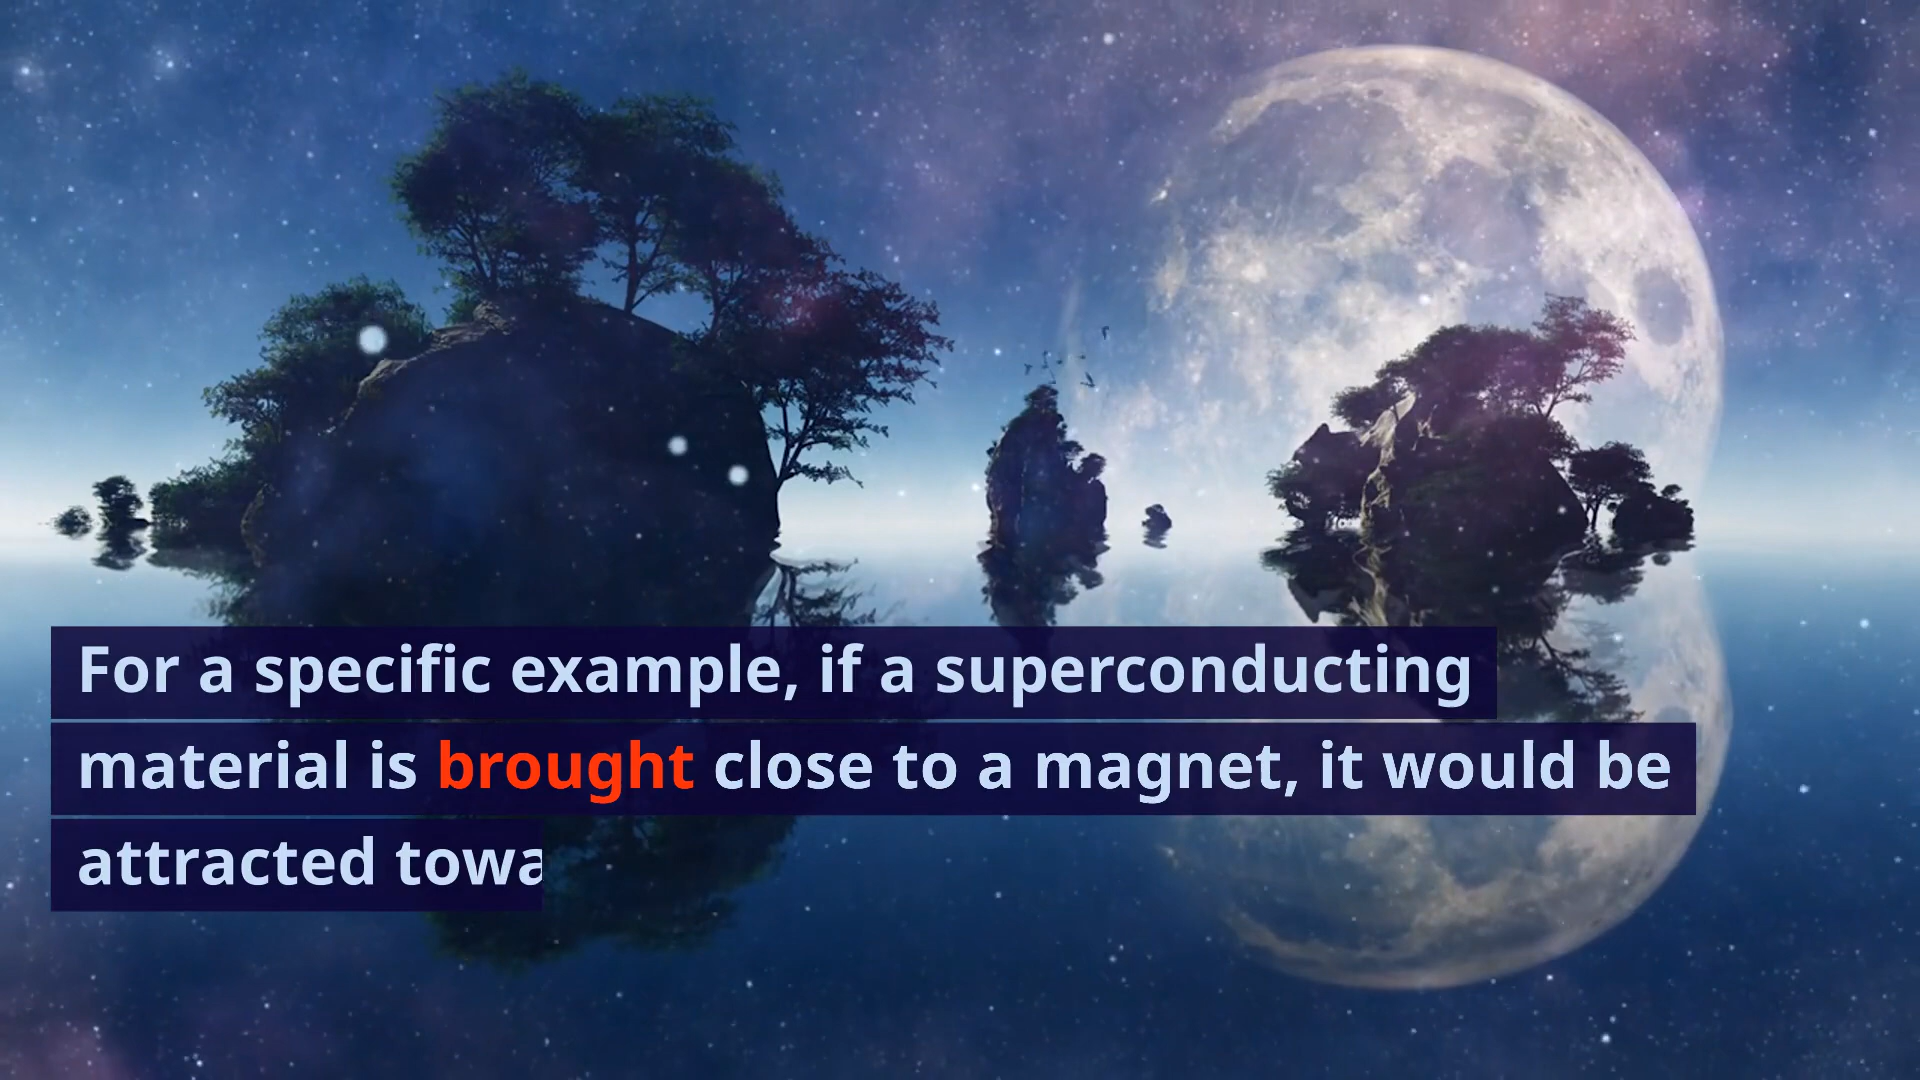 For a specific example, if a superconducting
material is brought close to a magnet, it would be
attracted towa